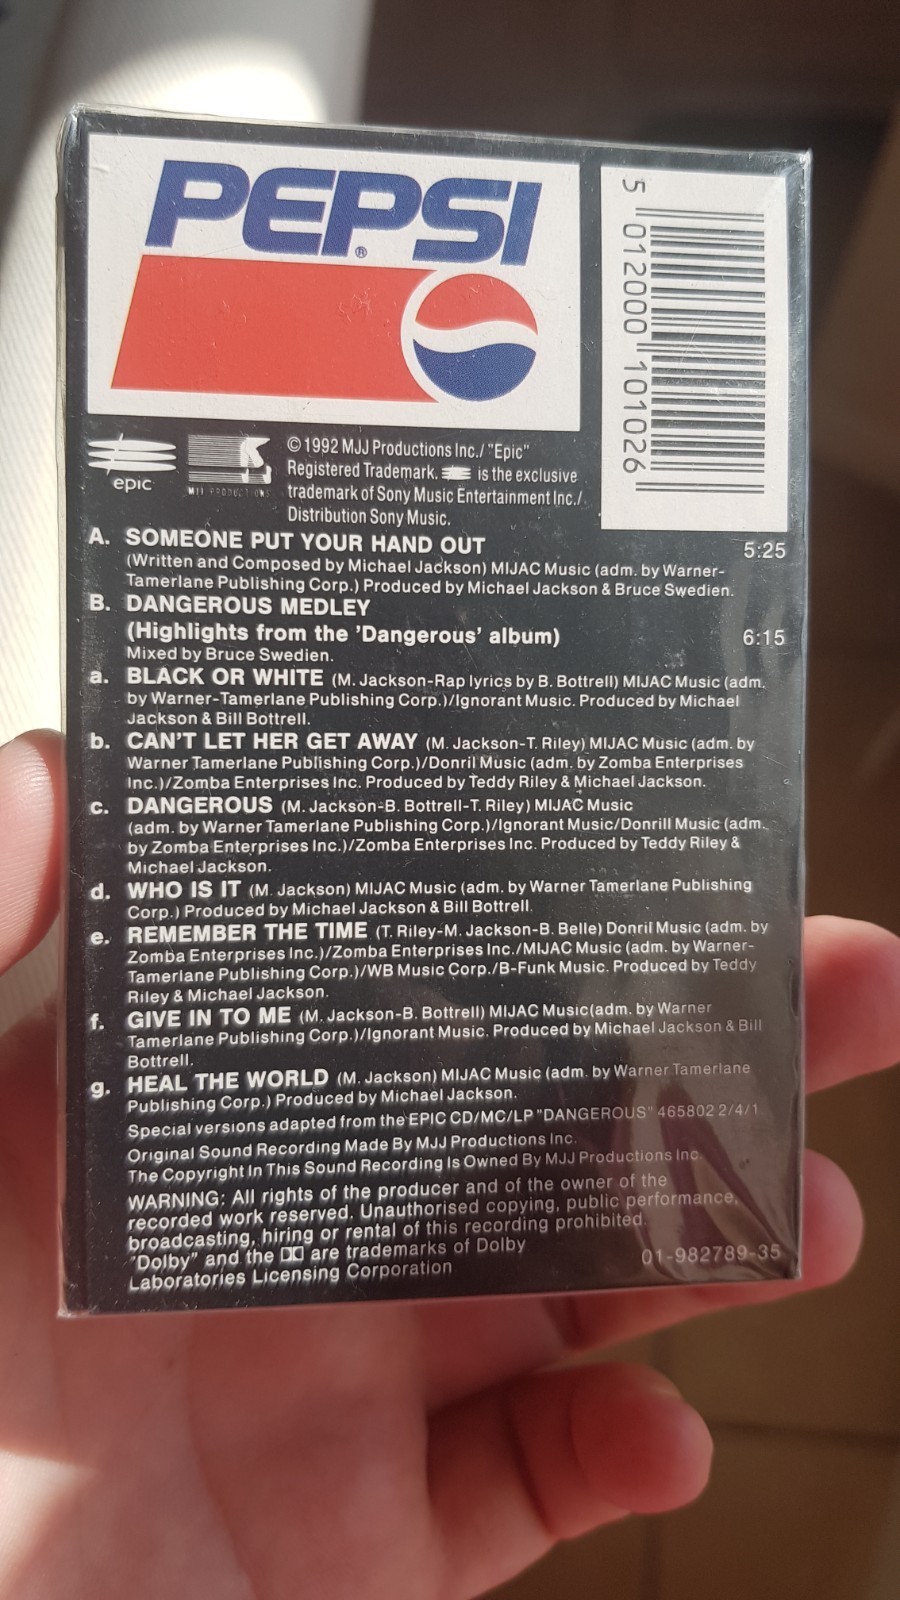 PEPSI
®
5 012000 101026
epic
MJJ PRODUCTIONS
© 1992 MJJ Productions Inc./ "Epic"
Registered Trademark. is the exclusive
trademark of Sony Music Entertainment Inc./
Distribution Sony Music.
A. SOMEONE PUT YOUR HAND OUT 5:25
(Written and Composed by Michael Jackson) MIJAC Music (adm. by Warner-
Tamerlane Publishing Corp.) Produced by Michael Jackson & Bruce Swedien.
B. DANGEROUS MEDLEY
(Highlights from the 'Dangerous' album) 6:15
Mixed by Bruce Swedien.
a. BLACK OR WHITE (M. Jackson-Rap lyrics by B. Bottrell) MIJAC Music (adm.
by Warner-Tamerlane Publishing Corp.)/Ignorant Music. Produced by Michael
Jackson & Bill Bottrell.
b. CAN'T LET HER GET AWAY (M. Jackson-T. Riley) MIJAC Music (adm. by
Warner Tamerlane Publishing Corp.)/Donril Music (adm. by Zomba Enterprises
Inc.)/Zomba Enterprises Inc. Produced by Teddy Riley & Michael Jackson.
c. DANGEROUS (M. Jackson-B. Bottrell-T. Riley) MIJAC Music
(adm. by Warner Tamerlane Publishing Corp.)/Ignorant Music/Donrill Music (adm.
by Zomba Enterprises Inc.)/Zomba Enterprises Inc. Produced by Teddy Riley &
Michael Jackson.
d. WHO IS IT (M. Jackson) MIJAC Music (adm. by Warner Tamerlane Publishing
Corp.) Produced by Michael Jackson & Bill Bottrell.
e. REMEMBER THE TIME (T. Riley-M. Jackson-B. Belle) Donril Music (adm. by
Zomba Enterprises Inc.)/Zomba Enterprises Inc./MIJAC Music (adm. by Warner-
Tamerlane Publishing Corp.)/WB Music Corp./B-Funk Music. Produced by Teddy
Riley & Michael Jackson.
f. GIVE IN TO ME (M. Jackson-B. Bottrell) MIJAC Music(adm. by Warner
Tamerlane Publishing Corp.)/Ignorant Music. Produced by Michael Jackson & Bill
Bottrell.
g. HEAL THE WORLD (M. Jackson) MIJAC Music (adm. by Warner Tamerlane
Publishing Corp.) Produced by Michael Jackson.
Special versions adapted from the EPIC CD/MC/LP "DANGEROUS" 465802 2/4/1
Original Sound Recording Made By MJJ Productions Inc.
The Copyright In This Sound Recording Is Owned By MJJ Productions Inc.
WARNING: All rights of the producer and of the owner of the
recorded work reserved. Unauthorised copying, public performance,
broadcasting, hiring or rental of this recording prohibited.
"Dolby" and the are trademarks of Dolby
Laboratories Licensing Corporation
01-982789-35